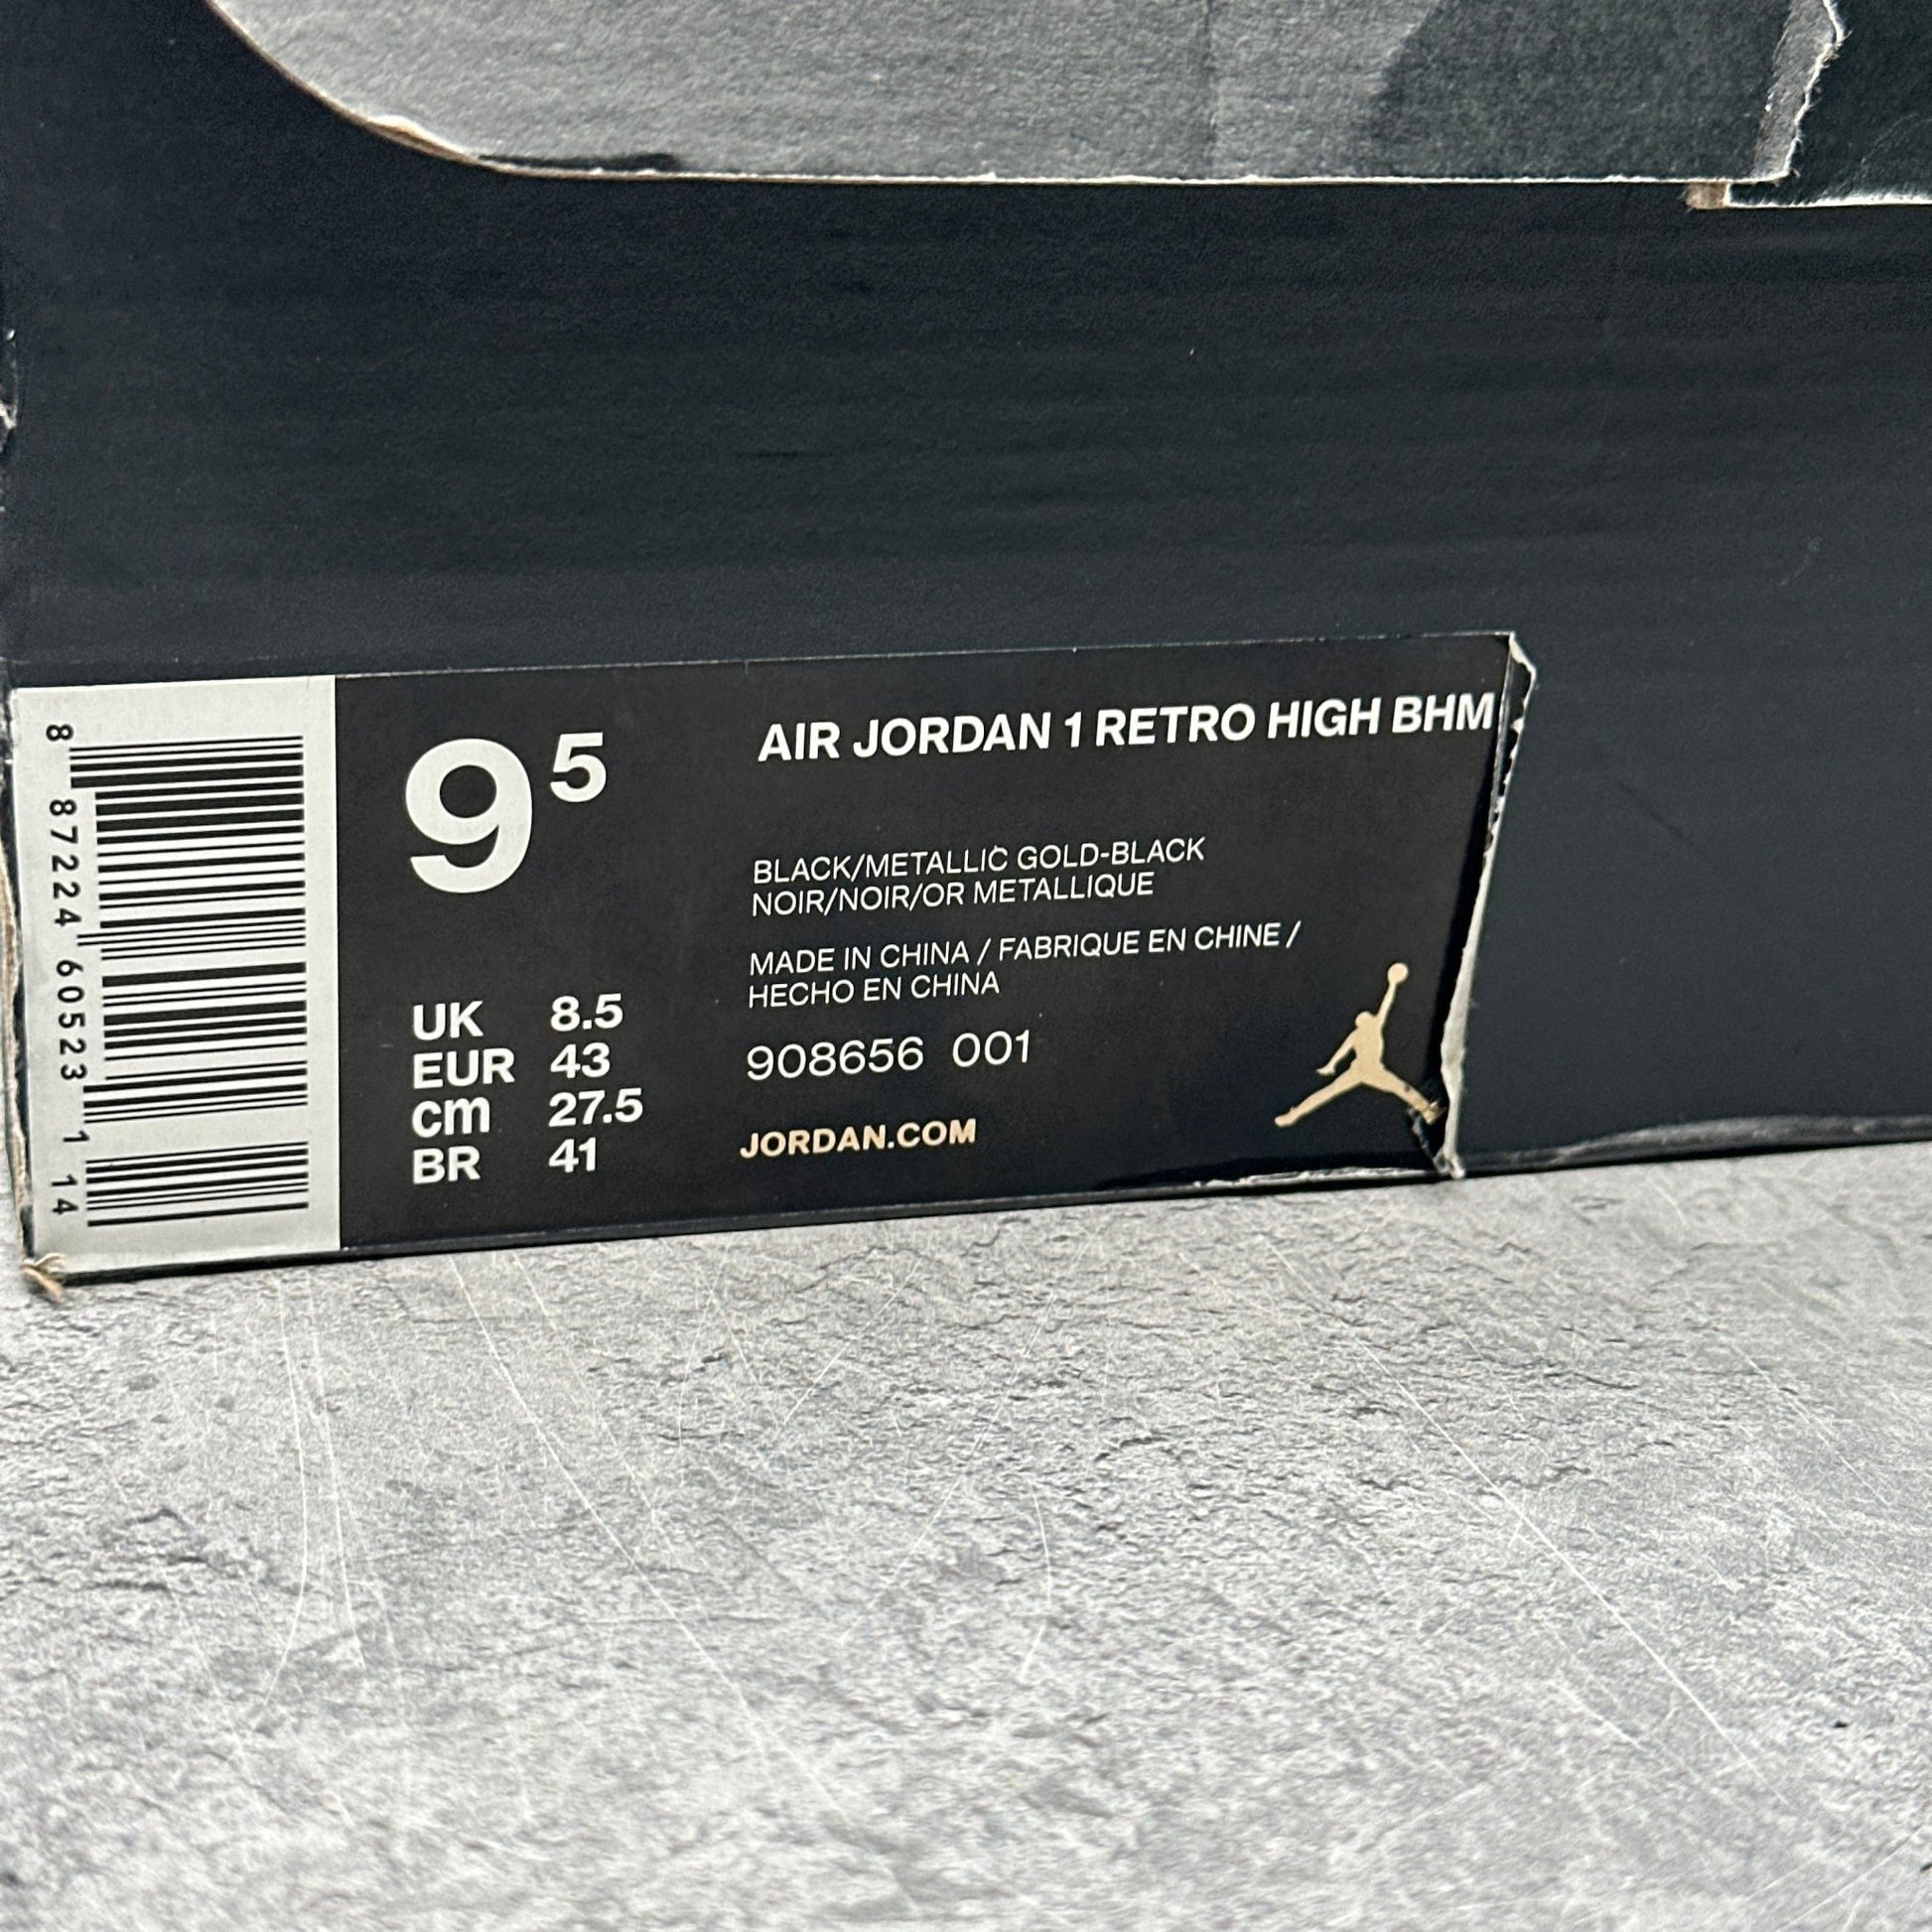 8 87224 60523 1 14
9 5
UK 8.5
EUR 43
cm 27.5
BR 41
AIR JORDAN 1 RETRO HIGH BHM
BLACK/METALLIC GOLD-BLACK
NOIR/NOIR/OR METALLIQUE
MADE IN CHINA / FABRIQUE EN CHINE /
HECHO EN CHINA
908656 001
JORDAN.COM